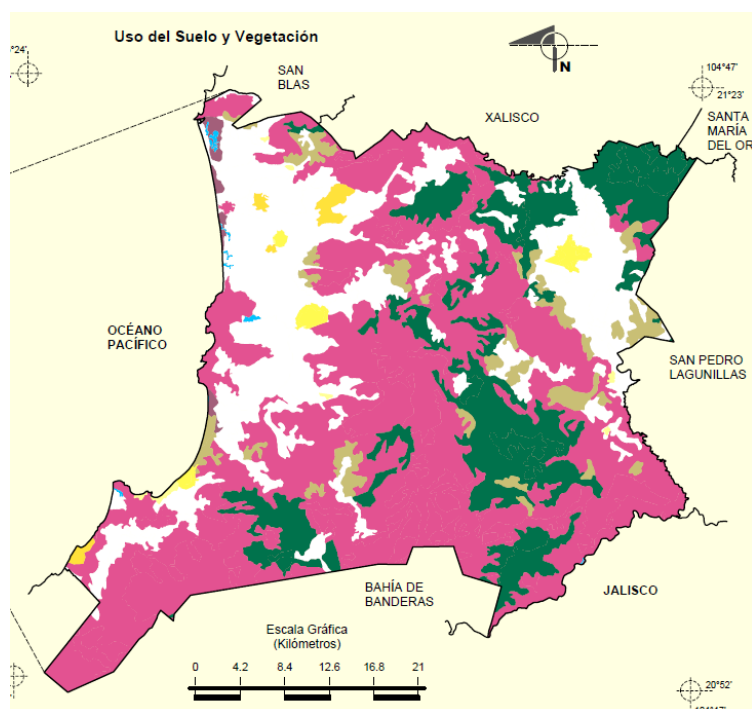 Uso del Suelo y Vegetación
°24'
N
104°47'
21°23'
SAN
BLAS
XALISCO
SANTA
MARÍA
DEL OR
OCÉANO
PACÍFICO
SAN PEDRO
LAGUNILLAS
BAHÍA DE
BANDERAS
JALISCO
Escala Gráfica
(Kilómetros)
0 4.2 8.4 12.6 16.8 21
20°52'